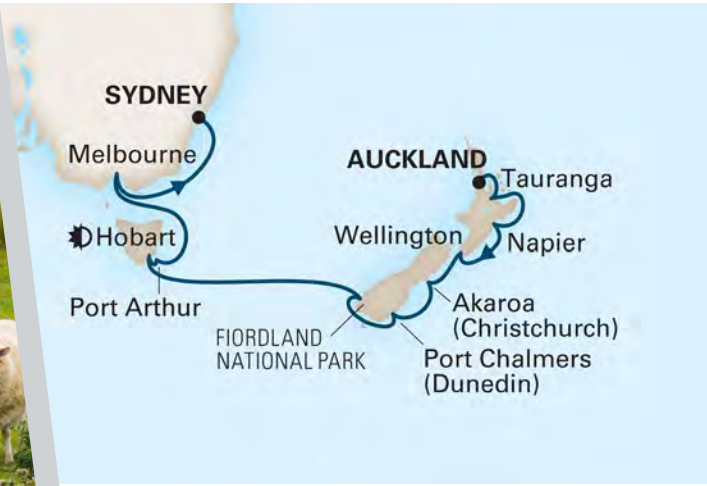 SYDNEY
Melbourne
Hobart
Port Arthur
AUCKLAND
Tauranga
Wellington
Napier
Akaroa
(Christchurch)
FIORDLAND
NATIONAL PARK
Port Chalmers
(Dunedin)